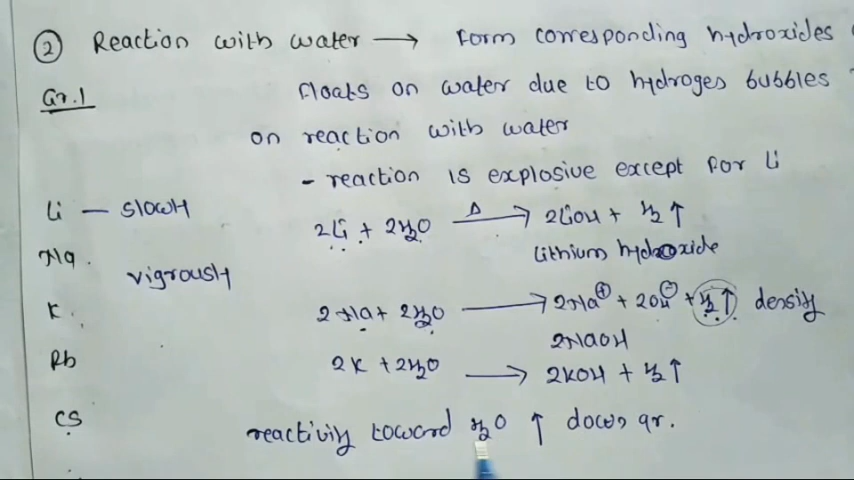 ② Reaction with water → form corresponding hydroxides
Gr.1 floats on water due to hydroges bubbles
on reaction with water
- reaction is explosive except for Li
Li — slowly 2Li + 2H₂O —Δ→ 2LiOH + H₂↑
Lithium hydroxide
Na. vigrously
K. 2Na + 2H₂O → 2Na⊕ + 2OH⊖ + H₂↑ density
2NaOH
Rb 2K + 2H₂O → 2KOH + H₂↑
Cs reactivity toward H₂O ↑ down gr.